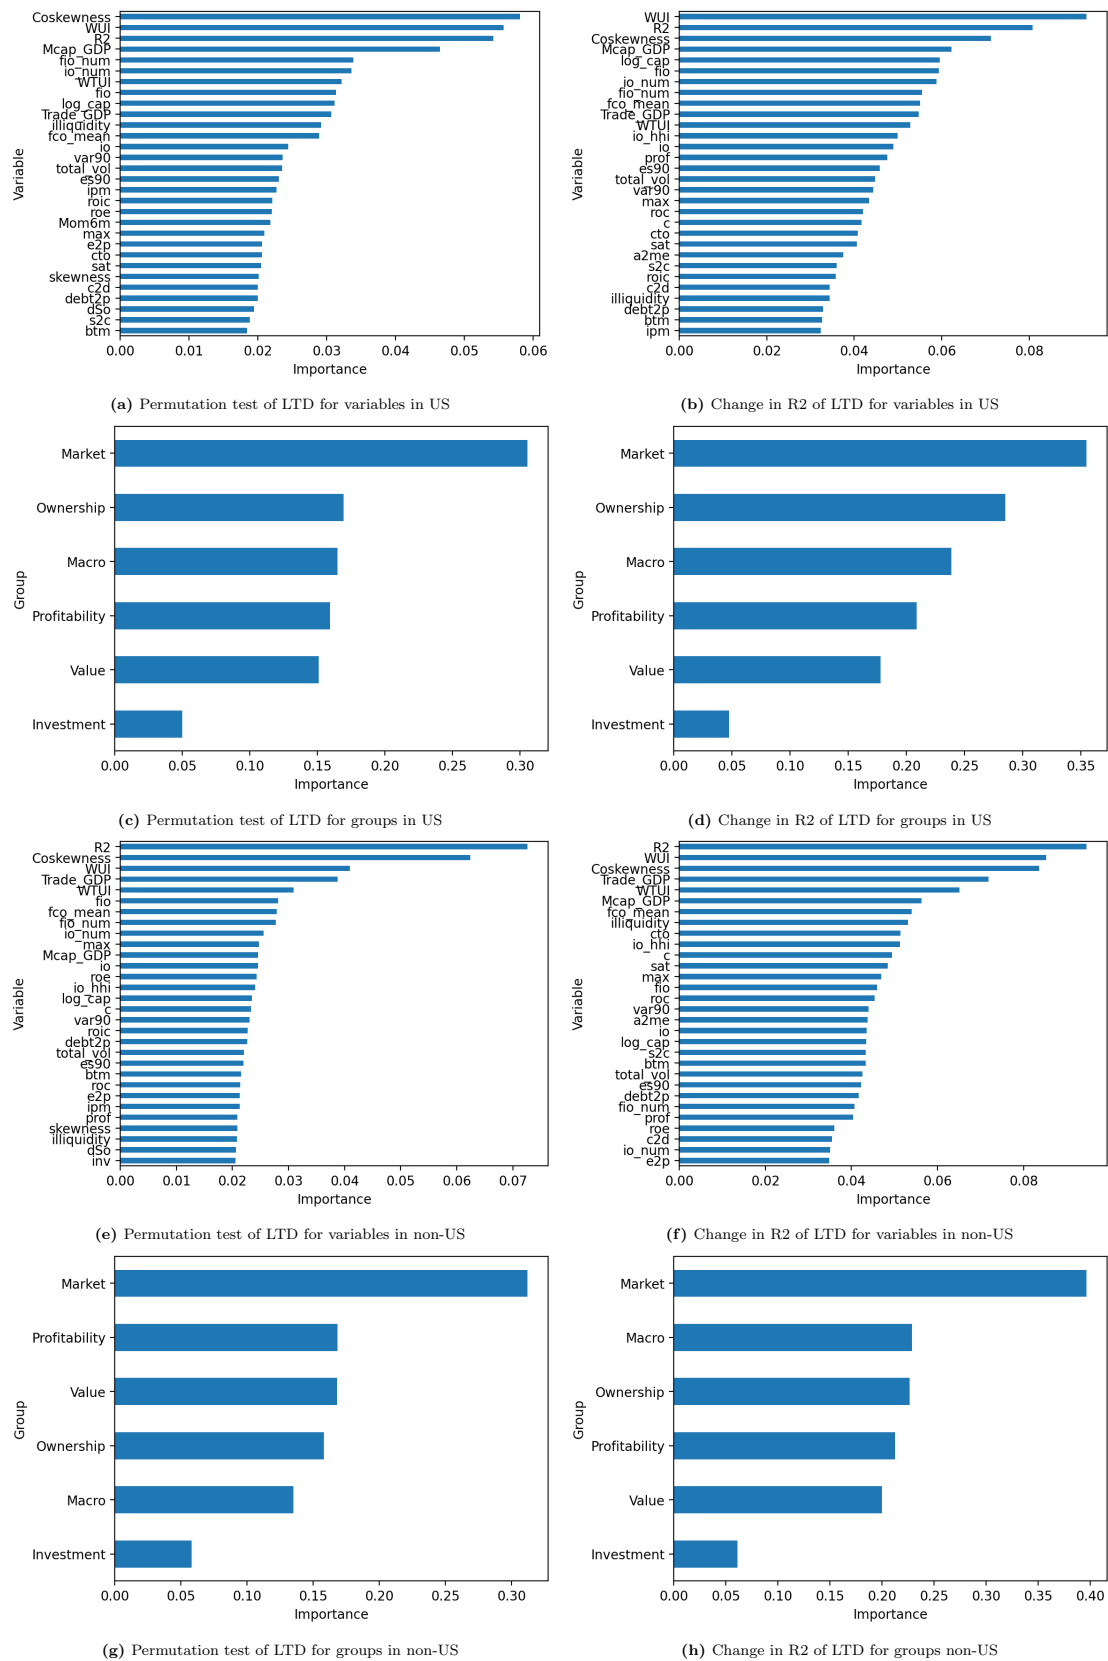 Coskewness
WUI
R2
Mcap_GDP
fio_num
io_num
WTUI
fio
log_cap
Trade_GDP
illiquidity
fco_mean
io
var90
total_vol
es90
ipm
roic
roe
Mom6m
max
e2p
cto
sat
skewness
c2d
debt2p
dSo
s2c
btm
Variable
0.00 0.01 0.02 0.03 0.04 0.05 0.06
Importance
(a) Permutation test of LTD for variables in US
WUI
R2
Coskewness
Mcap_GDP
log_cap
fio
io_num
fio_num
fco_mean
Trade_GDP
WTUI
io_hhi
io
prof
es90
total_vol
var90
max
roc
c
cto
sat
a2me
s2c
roic
c2d
illiquidity
debt2p
btm
ipm
Variable
0.00 0.02 0.04 0.06 0.08
Importance
(b) Change in R2 of LTD for variables in US
Market
Ownership
Macro
Profitability
Value
Investment
Group
0.00 0.05 0.10 0.15 0.20 0.25 0.30
Importance
(c) Permutation test of LTD for groups in US
Market
Ownership
Macro
Profitability
Value
Investment
Group
0.00 0.05 0.10 0.15 0.20 0.25 0.30 0.35
Importance
(d) Change in R2 of LTD for groups in US
R2
Coskewness
WUI
Trade_GDP
WTUI
fio
fco_mean
fio_num
io_num
max
Mcap_GDP
io
roe
io_hhi
log_cap
c
var90
roic
debt2p
total_vol
es90
btm
roc
e2p
ipm
prof
skewness
illiquidity
dSo
inv
Variable
0.00 0.01 0.02 0.03 0.04 0.05 0.06 0.07
Importance
(e) Permutation test of LTD for variables in non-US
R2
WUI
Coskewness
Trade_GDP
WTUI
Mcap_GDP
fco_mean
illiquidity
cto
io_hhi
c
sat
max
fio
roc
var90
a2me
io
log_cap
s2c
btm
total_vol
es90
debt2p
fio_num
prof
roe
c2d
io_num
e2p
Variable
0.00 0.02 0.04 0.06 0.08
Importance
(f) Change in R2 of LTD for variables in non-US
Market
Profitability
Value
Ownership
Macro
Investment
Group
0.00 0.05 0.10 0.15 0.20 0.25 0.30
Importance
(g) Permutation test of LTD for groups in non-US
Market
Macro
Ownership
Profitability
Value
Investment
Group
0.00 0.05 0.10 0.15 0.20 0.25 0.30 0.35 0.40
Importance
(h) Change in R2 of LTD for groups non-US